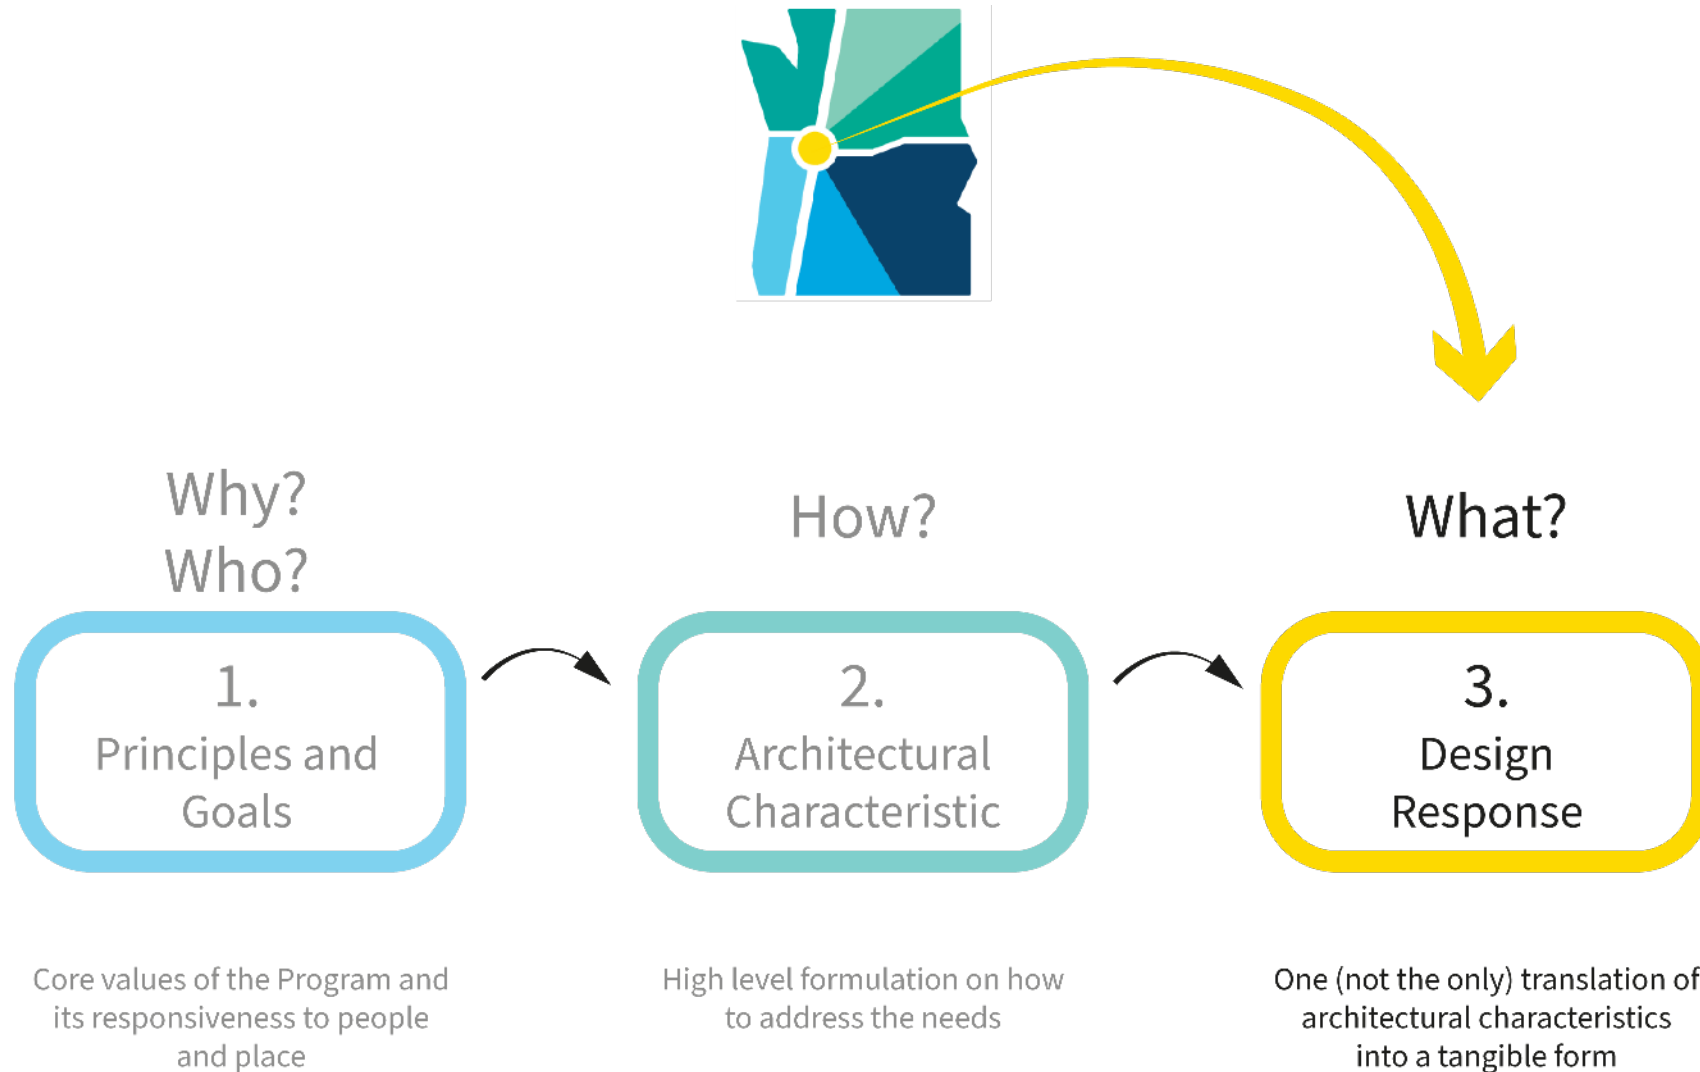 Why?
Who?
1.
Principles and
Goals
Core values of the Program and
its responsiveness to people
and place
How?
2.
Architectural
Characteristic
High level formulation on how
to address the needs
What?
3.
Design
Response
One (not the only) translation of
architectural characteristics
into a tangible form